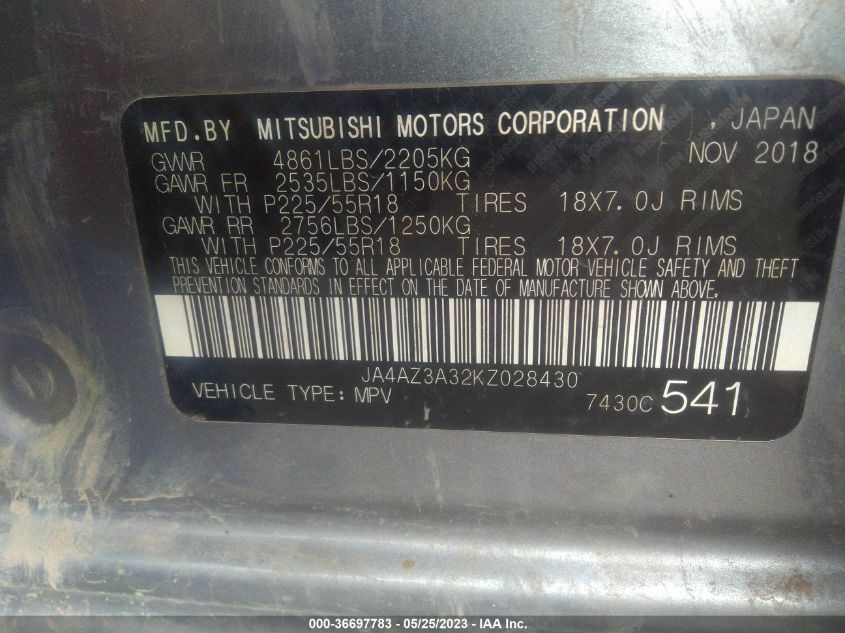 MFD.BY MITSUBISHI MOTORS CORPORATION , JAPAN
GVWR 4861LBS/2205KG NOV 2018
GAWR FR 2535LBS/1150KG
WITH P225/55R18 TIRES 18X7.0J RIMS
GAWR RR 2756LBS/1250KG
WITH P225/55R18 TIRES 18X7.0J RIMS
THIS VEHICLE CONFORMS TO ALL APPLICABLE FEDERAL MOTOR VEHICLE SAFETY AND THEFT
PREVENTION STANDARDS IN EFFECT ON THE DATE OF MANUFACTURE SHOWN ABOVE.
JA4AZ3A32KZ028430
VEHICLE TYPE: MPV 7430C 541
000-36697783 - 05/25/2023 - IAA Inc.